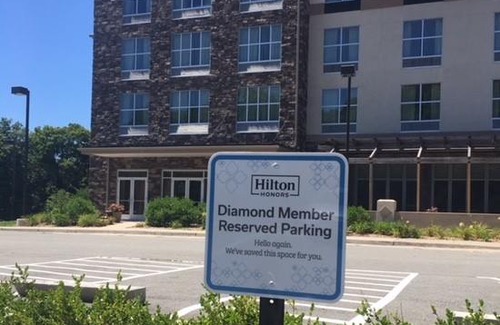 Hilton
HONORS
Diamond Member
Reserved Parking
Hello again.
We've saved this space for you.